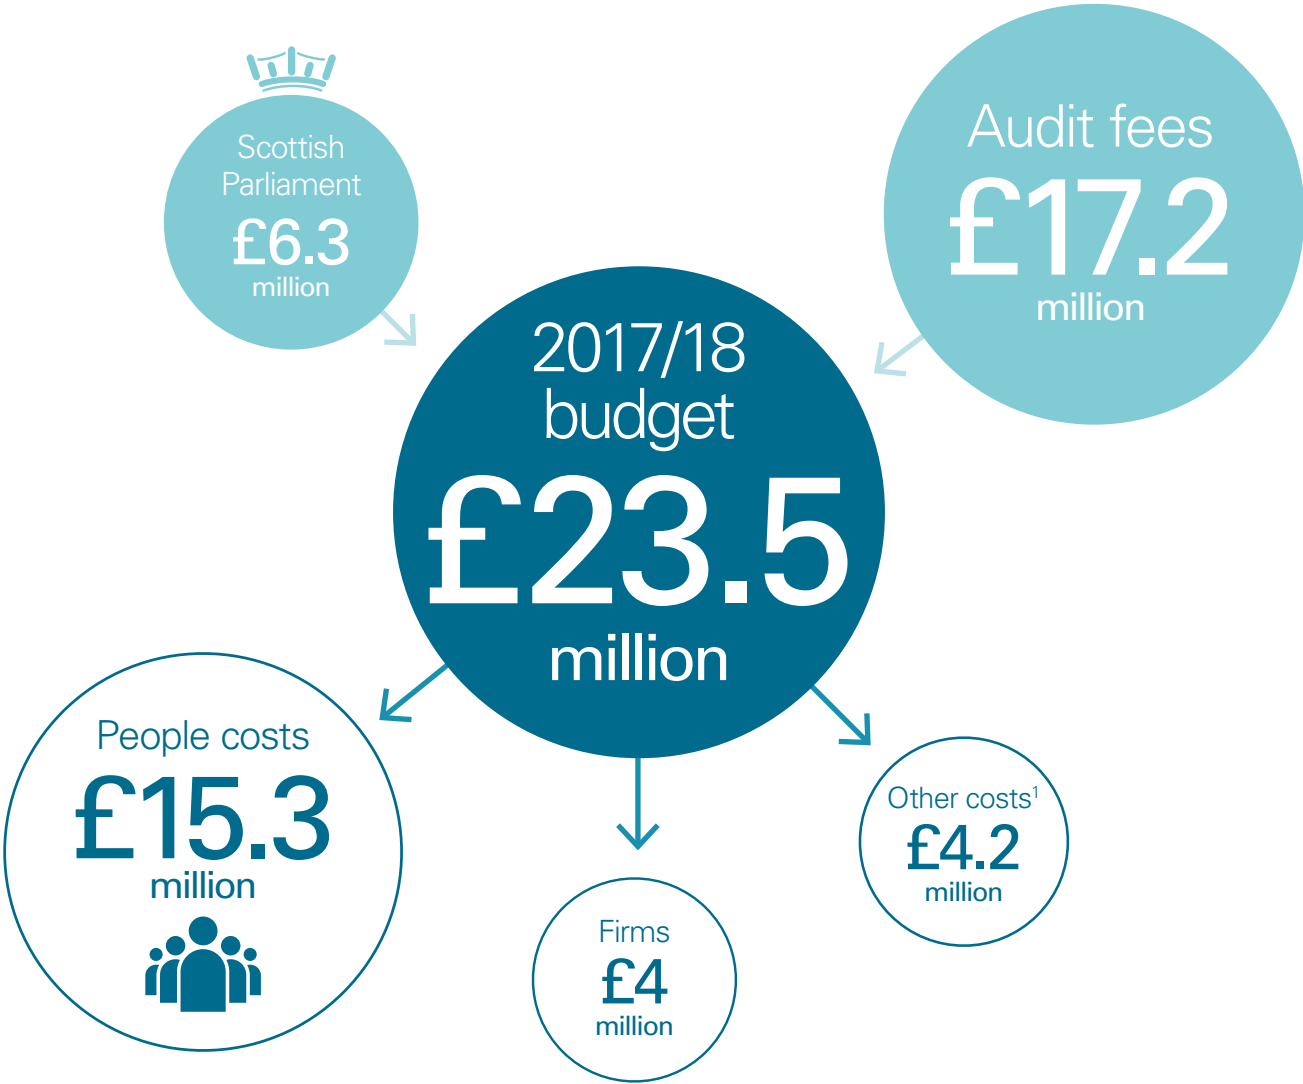 Scottish
Parliament
£6.3
million
Audit fees
£17.2
million
2017/18
budget
£23.5
million
People costs
£15.3
million
Firms
£4
million
Other costs¹
£4.2
million